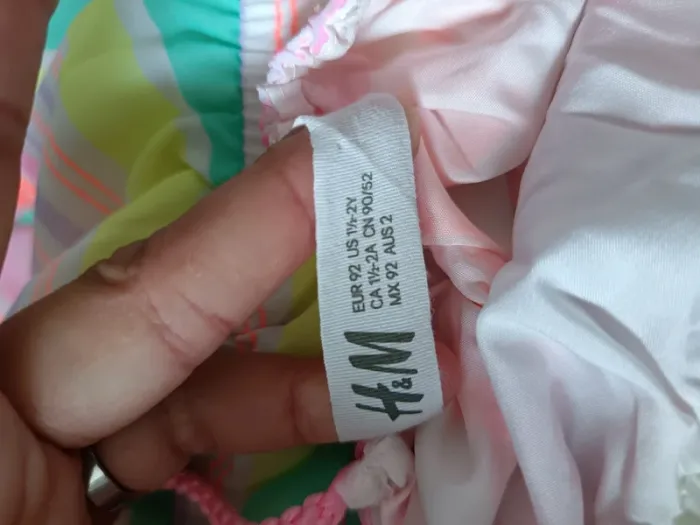 H&M
EUR 92 US 1½-2Y
CA 1½-2A CN 90/52
MX 92 AUS 2